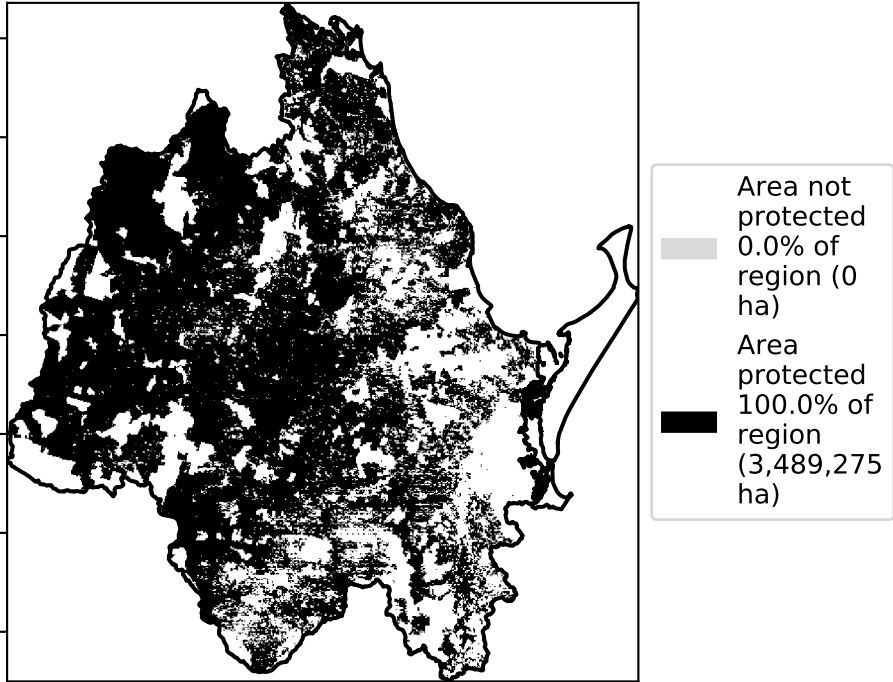 Area not
protected
0.0% of
region (0
ha)
Area
protected
100.0% of
region
(3,489,275
ha)